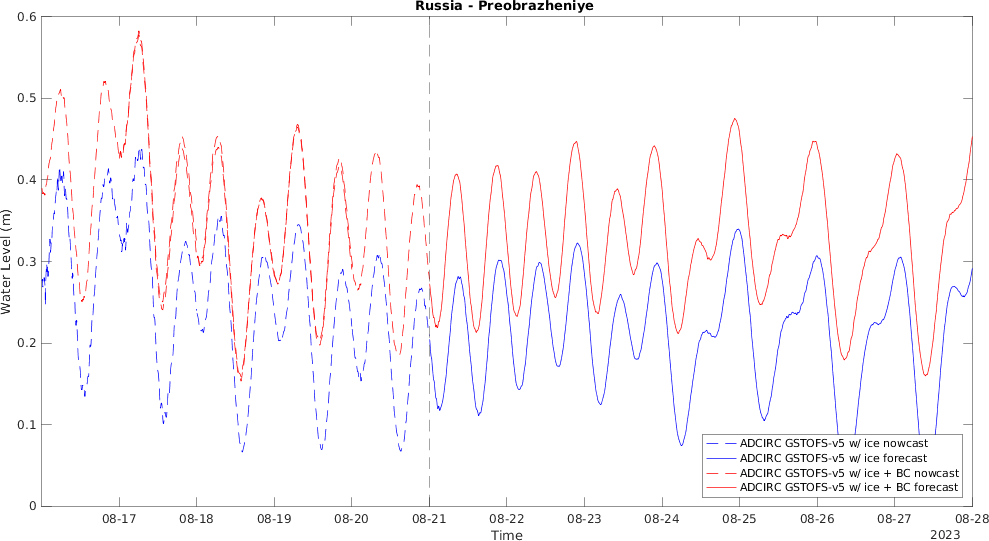 Russia - Preobrazheniye
0.6
0.5
0.4
0.3
0.2
0.1
0
Water Level (m)
ADCIRC GSTOFS-v5 w/ ice nowcast
ADCIRC GSTOFS-v5 w/ ice forecast
ADCIRC GSTOFS-v5 w/ ice + BC nowcast
ADCIRC GSTOFS-v5 w/ ice + BC forecast
08-17 08-18 08-19 08-20 08-21 08-22 08-23 08-24 08-25 08-26 08-27 08-28
Time
2023